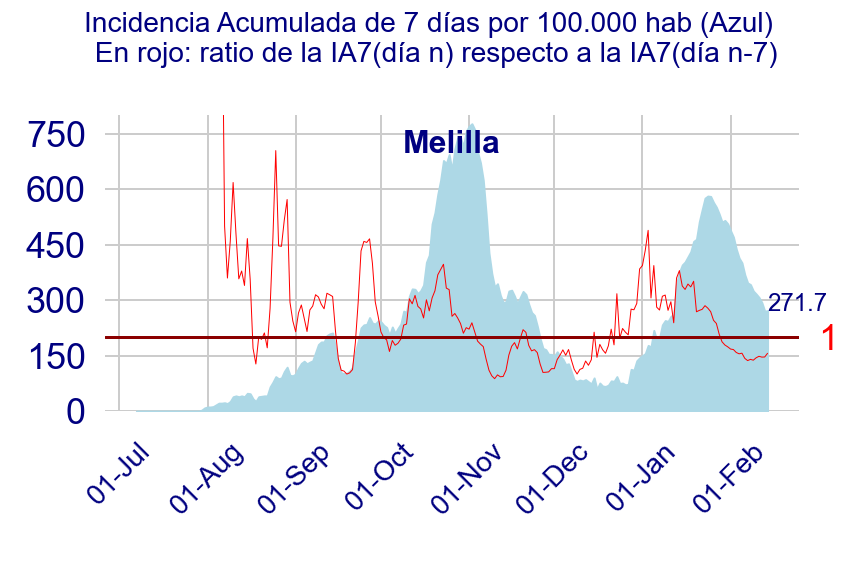 Incidencia Acumulada de 7 días por 100.000 hab (Azul)
En rojo: ratio de la IA7(día n) respecto a la IA7(día n-7)
Melilla
750
600
450
300
150
0
271.7
1
01-Jul
01-Aug
01-Sep
01-Oct
01-Nov
01-Dec
01-Jan
01-Feb